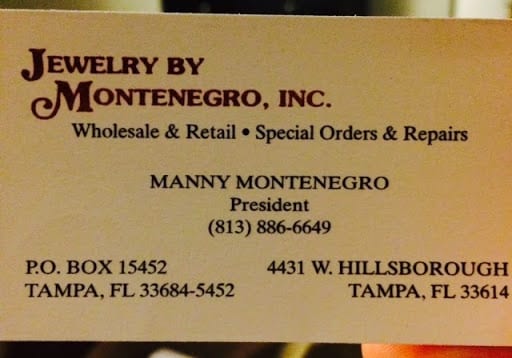 JEWELRY BY
MONTENEGRO, INC.
Wholesale & Retail • Special Orders & Repairs
MANNY MONTENEGRO
President
(813) 886-6649
P.O. BOX 15452
TAMPA, FL 33684-5452
4431 W. HILLSBOROUGH
TAMPA, FL 33614